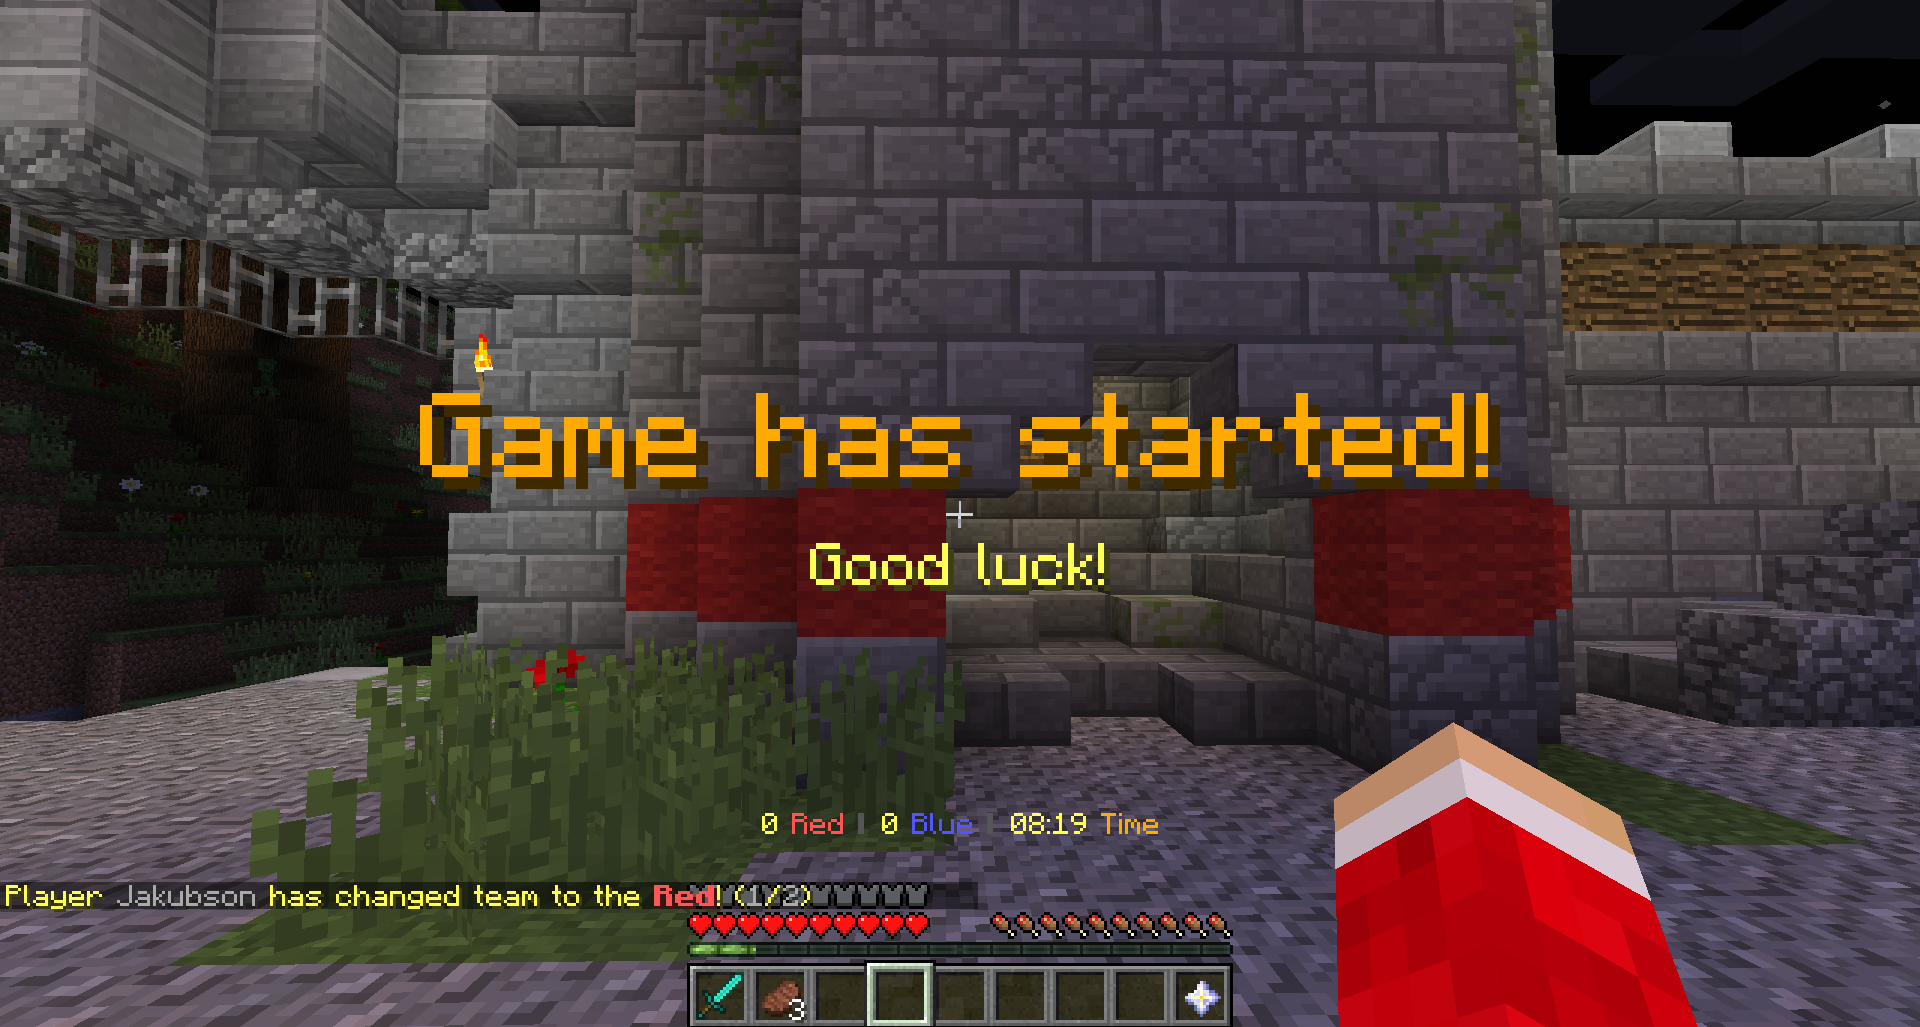 Game has started!
Good luck!
0 Red | 0 Blue | 08:19 Time
Player Jakubson has changed team to the Red! (1/2)
3